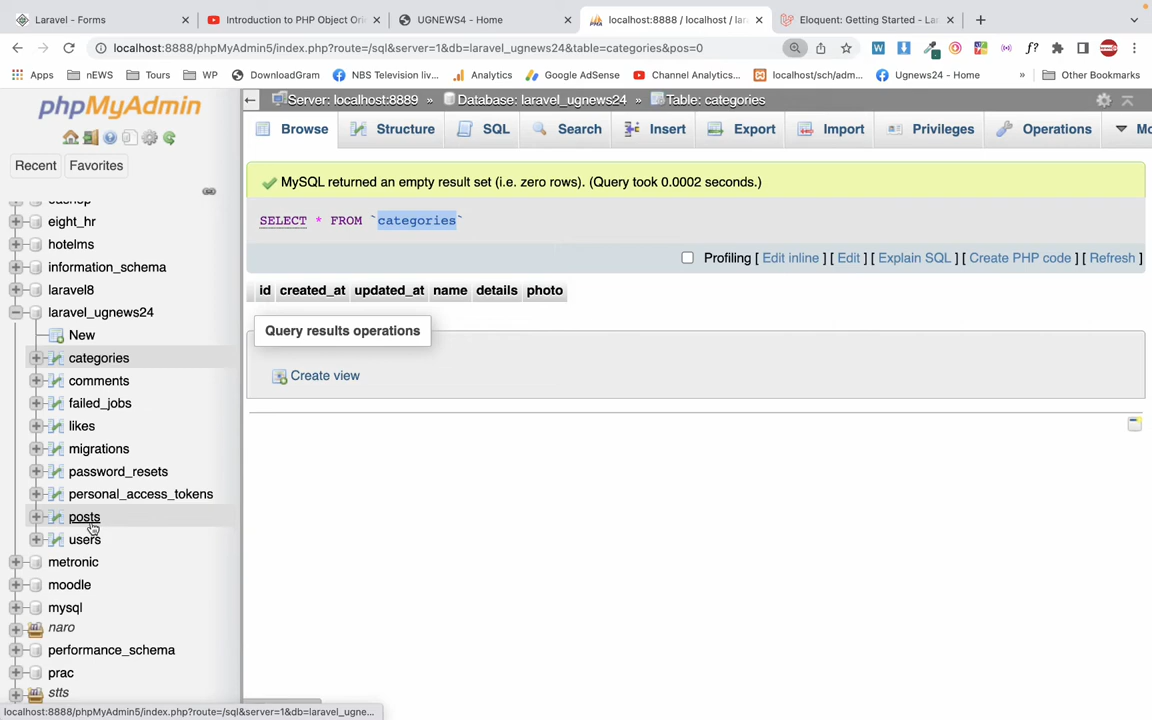 Laravel - Forms
Introduction to PHP Object Ori
UGNEWS4 - Home
localhost:8888 / localhost / lar
Eloquent: Getting Started - La
localhost:8888/phpMyAdmin5/index.php?route=/sql&server=1&db=laravel_ugnews24&table=categories&pos=0
Apps
nEWS
Tours
WP
DownloadGram
NBS Television liv...
Analytics
Google AdSense
Channel Analytics...
localhost/sch/adm...
Ugnews24 - Home
»
Other Bookmarks
phpMyAdmin
Recent
Favorites
eight_hr
hotelms
information_schema
laravel8
laravel_ugnews24
New
categories
comments
failed_jobs
likes
migrations
password_resets
personal_access_tokens
posts
users
metronic
moodle
mysql
naro
performance_schema
prac
stts
Server: localhost:8889 » Database: laravel_ugnews24 » Table: categories
Browse
Structure
SQL
Search
Insert
Export
Import
Privileges
Operations
Mo
MySQL returned an empty result set (i.e. zero rows). (Query took 0.0002 seconds.)
SELECT * FROM `categories`
Profiling [ Edit inline ] [ Edit ] [ Explain SQL ] [ Create PHP code ] [ Refresh ]
id created_at updated_at name details photo
Query results operations
Create view
localhost:8888/phpMyAdmin5/index.php?route=/sql&server=1&db=laravel_ugne...